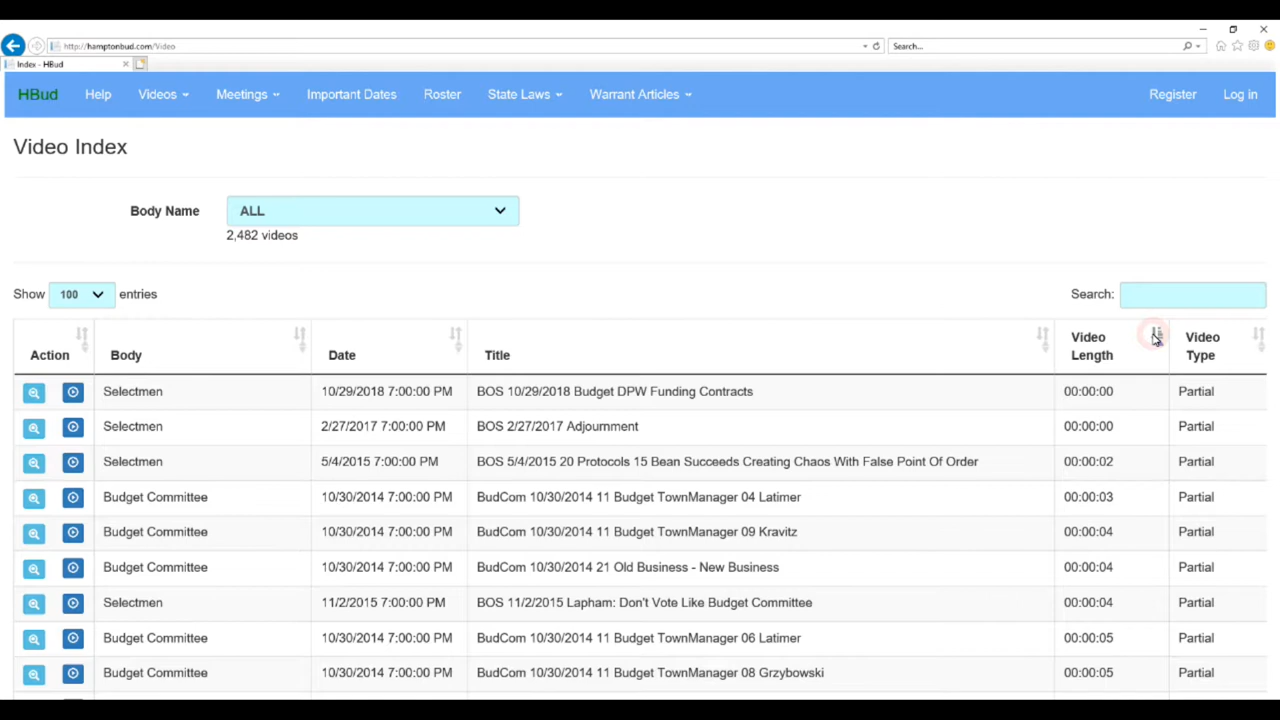 http://hamptonbud.com/Video
Search...
Index - HBud
HBud Help Videos Meetings Important Dates Roster State Laws Warrant Articles Register Log in
Video Index
Body Name ALL
2,482 videos
Show 100 entries Search:
Action Body Date Title Video Length Video Type
Selectmen 10/29/2018 7:00:00 PM BOS 10/29/2018 Budget DPW Funding Contracts 00:00:00 Partial
Selectmen 2/27/2017 7:00:00 PM BOS 2/27/2017 Adjournment 00:00:00 Partial
Selectmen 5/4/2015 7:00:00 PM BOS 5/4/2015 20 Protocols 15 Bean Succeeds Creating Chaos With False Point Of Order 00:00:02 Partial
Budget Committee 10/30/2014 7:00:00 PM BudCom 10/30/2014 11 Budget TownManager 04 Latimer 00:00:03 Partial
Budget Committee 10/30/2014 7:00:00 PM BudCom 10/30/2014 11 Budget TownManager 09 Kravitz 00:00:04 Partial
Budget Committee 10/30/2014 7:00:00 PM BudCom 10/30/2014 21 Old Business - New Business 00:00:04 Partial
Selectmen 11/2/2015 7:00:00 PM BOS 11/2/2015 Lapham: Don't Vote Like Budget Committee 00:00:04 Partial
Budget Committee 10/30/2014 7:00:00 PM BudCom 10/30/2014 11 Budget TownManager 06 Latimer 00:00:05 Partial
Budget Committee 10/30/2014 7:00:00 PM BudCom 10/30/2014 11 Budget TownManager 08 Grzybowski 00:00:05 Partial